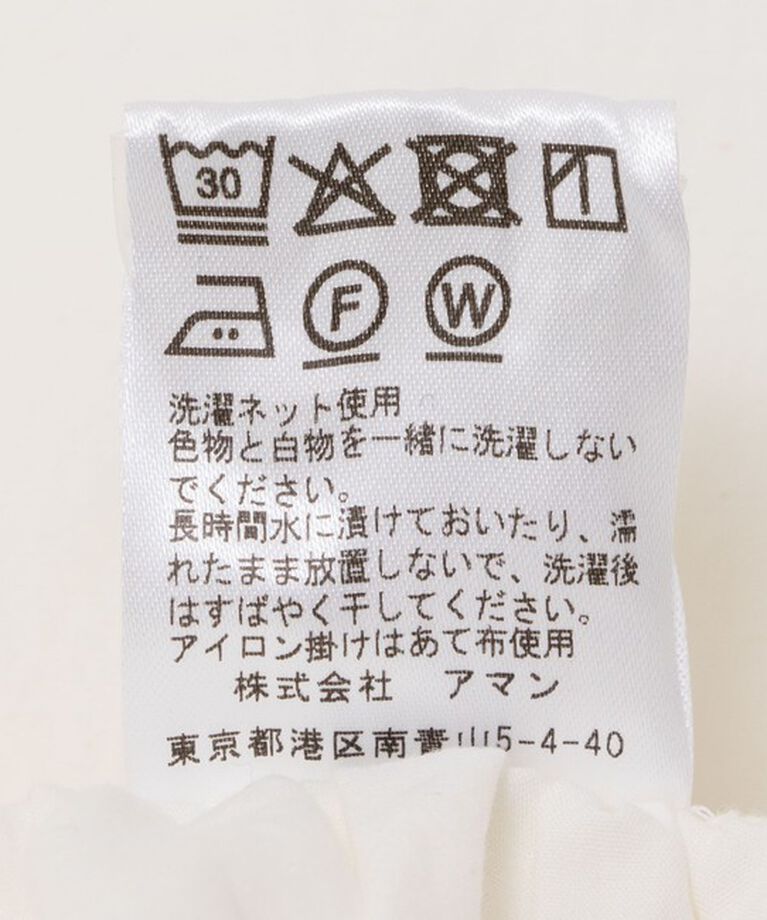 30
F W
洗濯ネット使用
色物と白物を一緒に洗濯しない
でください。
長時間水に漬けておいたり、濡
れたまま放置しないで、洗濯後
はすばやく干してください。
アイロン掛けはあて布使用
株式会社 アマン
東京都港区南青山5-4-40